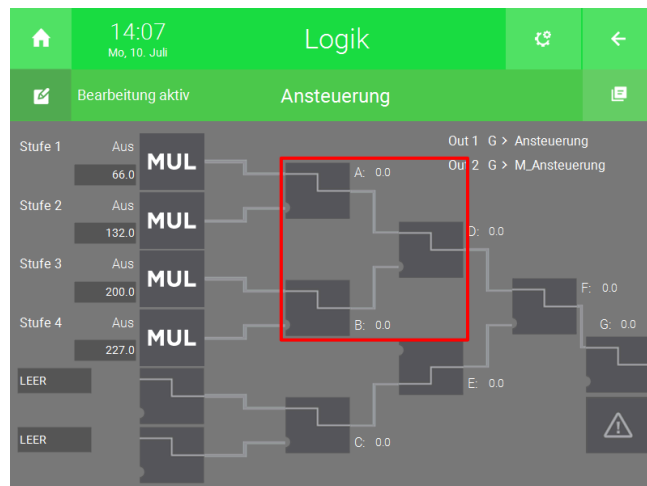 14:07
Mo, 10. Juli
Logik
Bearbeitung aktiv
Ansteuerung
Out 1 G > Ansteuerung
Out 2 G > M_Ansteuerung
Stufe 1 Aus
66.0
MUL
A: 0.0
Stufe 2 Aus
132.0
MUL
D: 0.0
Stufe 3 Aus
200.0
MUL
F: 0.0
Stufe 4 Aus
227.0
MUL
B: 0.0
G: 0.0
LEER
E: 0.0
LEER
C: 0.0